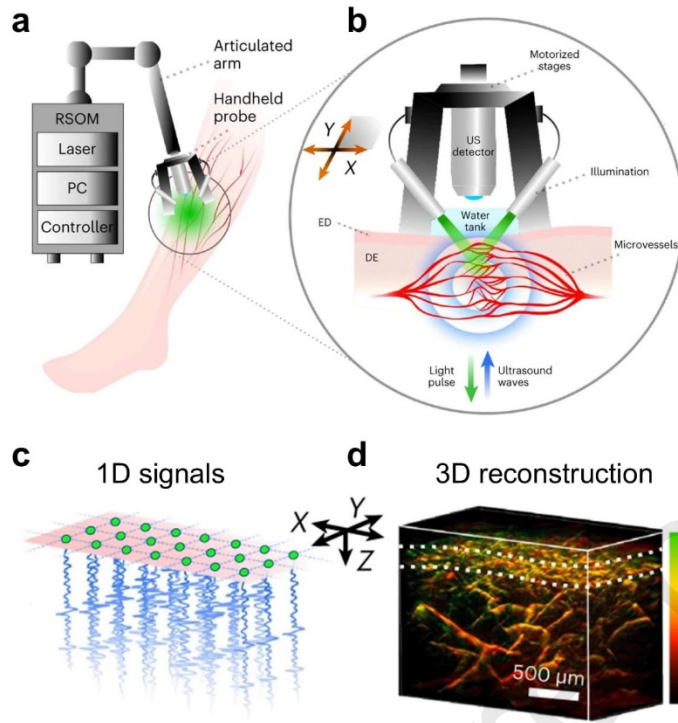 a
Articulated
arm
Handheld
probe
RSOM
Laser
PC
Controller
b
Motorized
stages
Y
X
US
detector
Illumination
Water
tank
ED
DE
Microvessels
Light
pulse
Ultrasound
waves
c
1D signals
X
Y
Z
d
3D reconstruction
500 μm